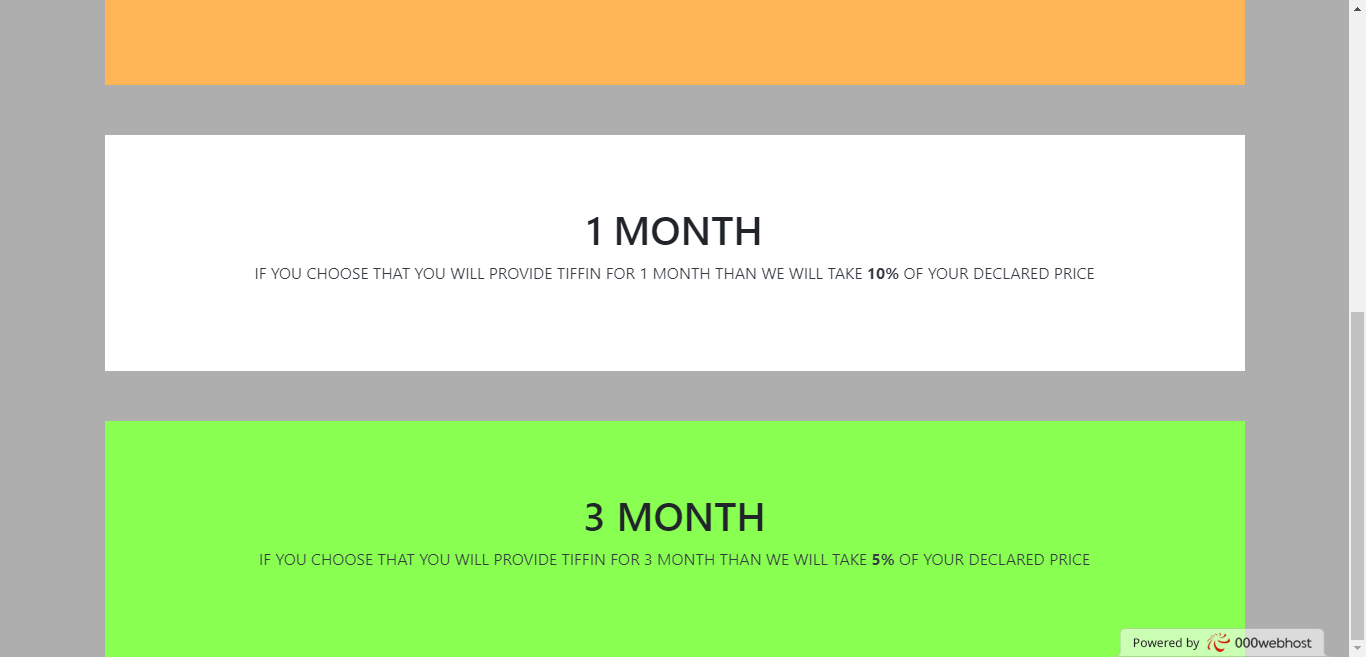 1 MONTH
IF YOU CHOOSE THAT YOU WILL PROVIDE TIFFIN FOR 1 MONTH THAN WE WILL TAKE 10% OF YOUR DECLARED PRICE
3 MONTH
IF YOU CHOOSE THAT YOU WILL PROVIDE TIFFIN FOR 3 MONTH THAN WE WILL TAKE 5% OF YOUR DECLARED PRICE
Powered by 000webhost